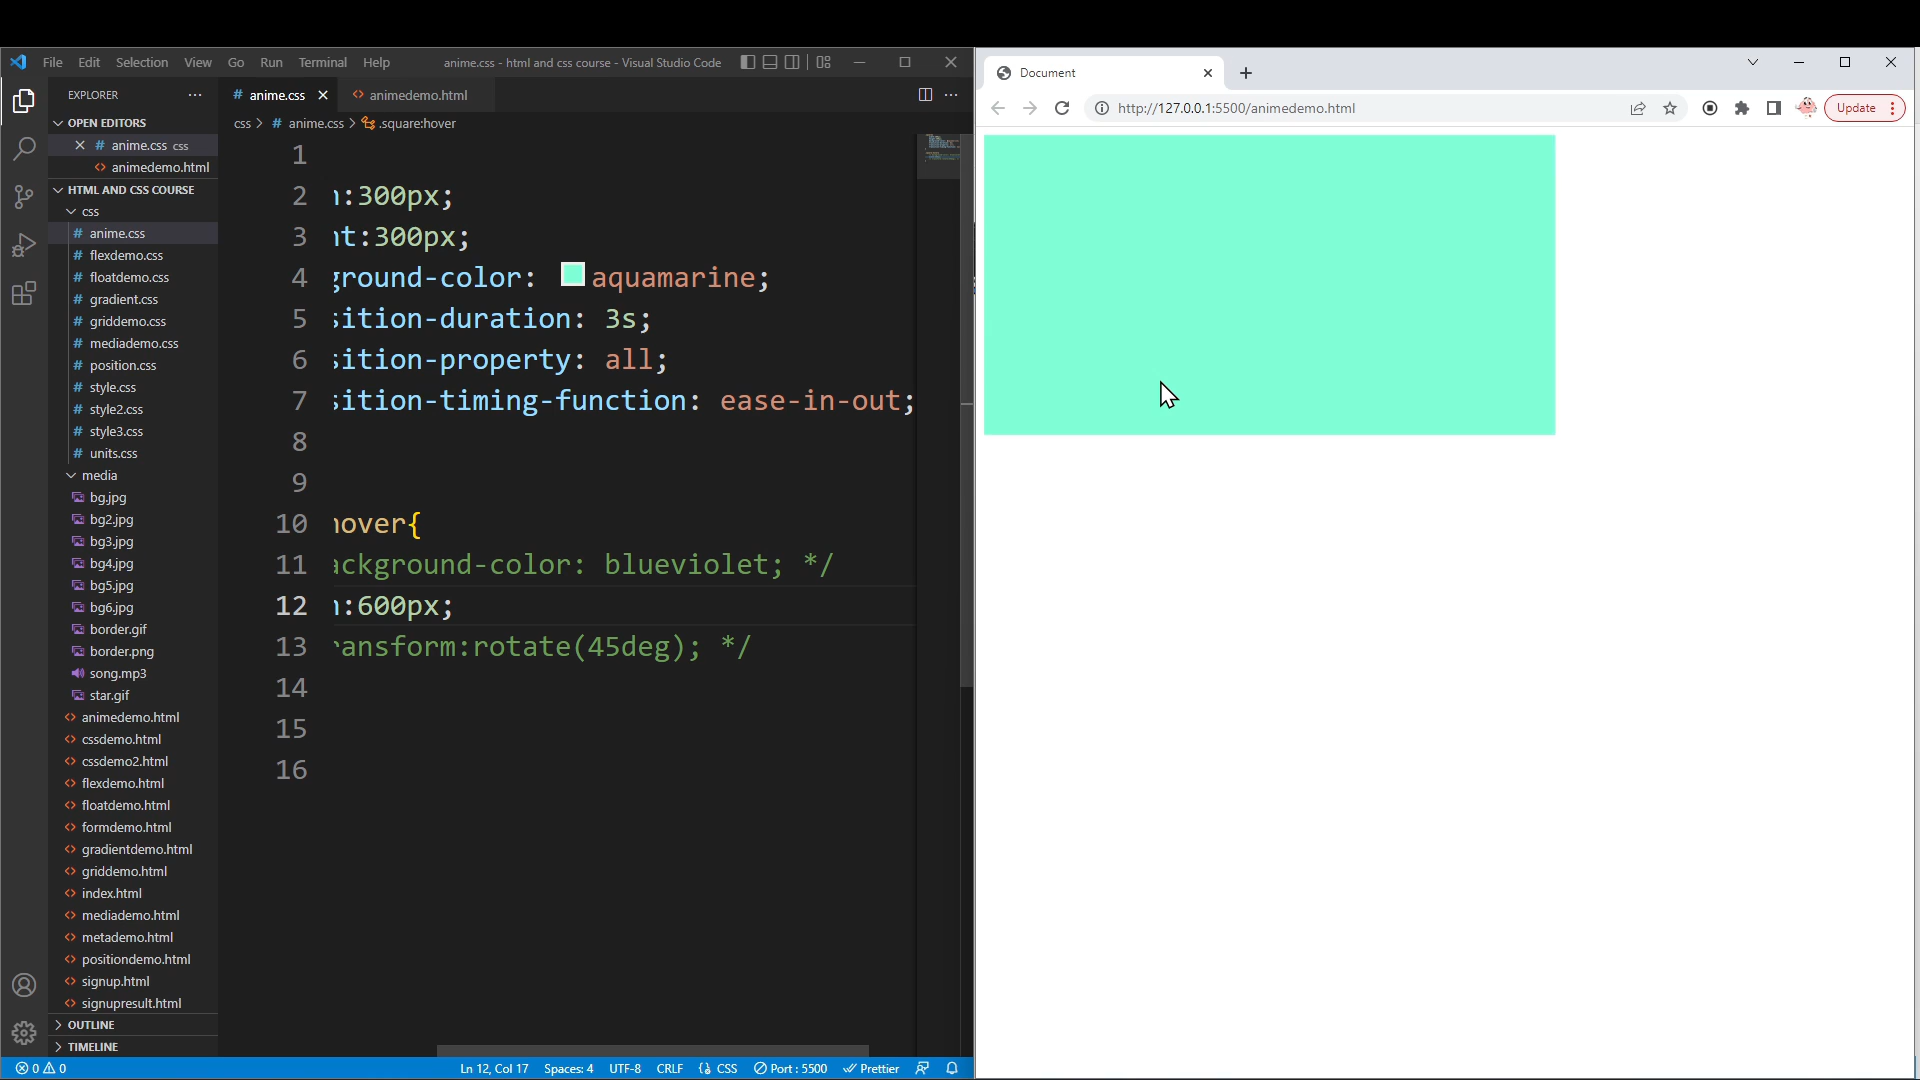 File Edit Selection View Go Run Terminal Help
anime.css - html and css course - Visual Studio Code
EXPLORER
OPEN EDITORS
anime.css css
animedemo.html
HTML AND CSS COURSE
css
anime.css
flexdemo.css
floatdemo.css
gradient.css
griddemo.css
mediademo.css
position.css
style.css
style2.css
style3.css
units.css
media
bg.jpg
bg2.jpg
bg3.jpg
bg4.jpg
bg5.jpg
bg6.jpg
border.gif
border.png
song.mp3
star.gif
animedemo.html
cssdemo.html
cssdemo2.html
flexdemo.html
floatdemo.html
formdemo.html
gradientdemo.html
griddemo.html
index.html
mediademo.html
metademo.html
positiondemo.html
signup.html
signupresult.html
OUTLINE
TIMELINE
# anime.css
<> animedemo.html
css > # anime.css > .square:hover
1
2 :300px;
3 t:300px;
4 ground-color: aquamarine;
5 sition-duration: 3s;
6 sition-property: all;
7 sition-timing-function: ease-in-out;
8
9
10 hover{
11 ackground-color: blueviolet; */
12 :600px;
13 ransform:rotate(45deg); */
14
15
16
0 0
Ln 12, Col 17 Spaces: 4 UTF-8 CRLF {} CSS Port : 5500 Prettier
Document
http://127.0.0.1:5500/animedemo.html
Update